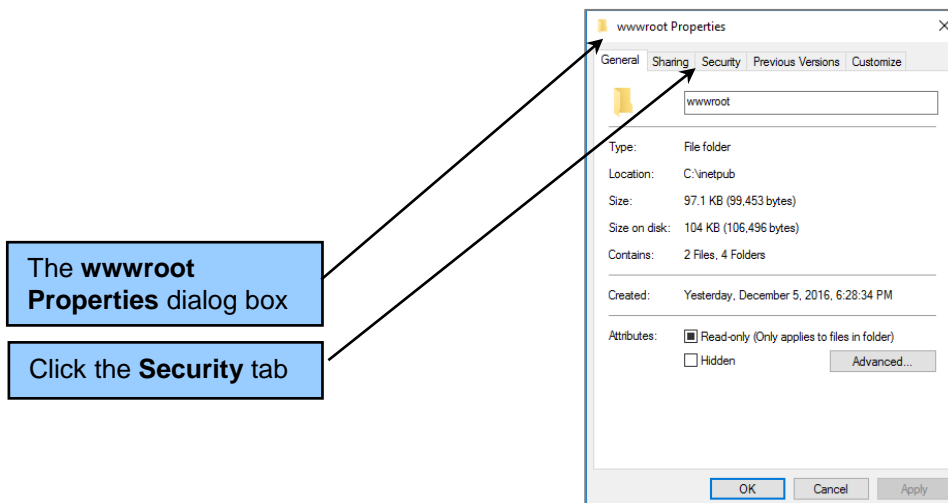 wwwroot Properties
General Sharing Security Previous Versions Customize
wwwroot
Type: File folder
Location: C:\inetpub
Size: 97.1 KB (99,453 bytes)
Size on disk: 104 KB (106,496 bytes)
Contains: 2 Files, 4 Folders
Created: Yesterday, December 5, 2016, 6:28:34 PM
Attributes: Read-only (Only applies to files in folder)
Hidden Advanced...
OK Cancel Apply
The wwwroot
Properties dialog box
Click the Security tab